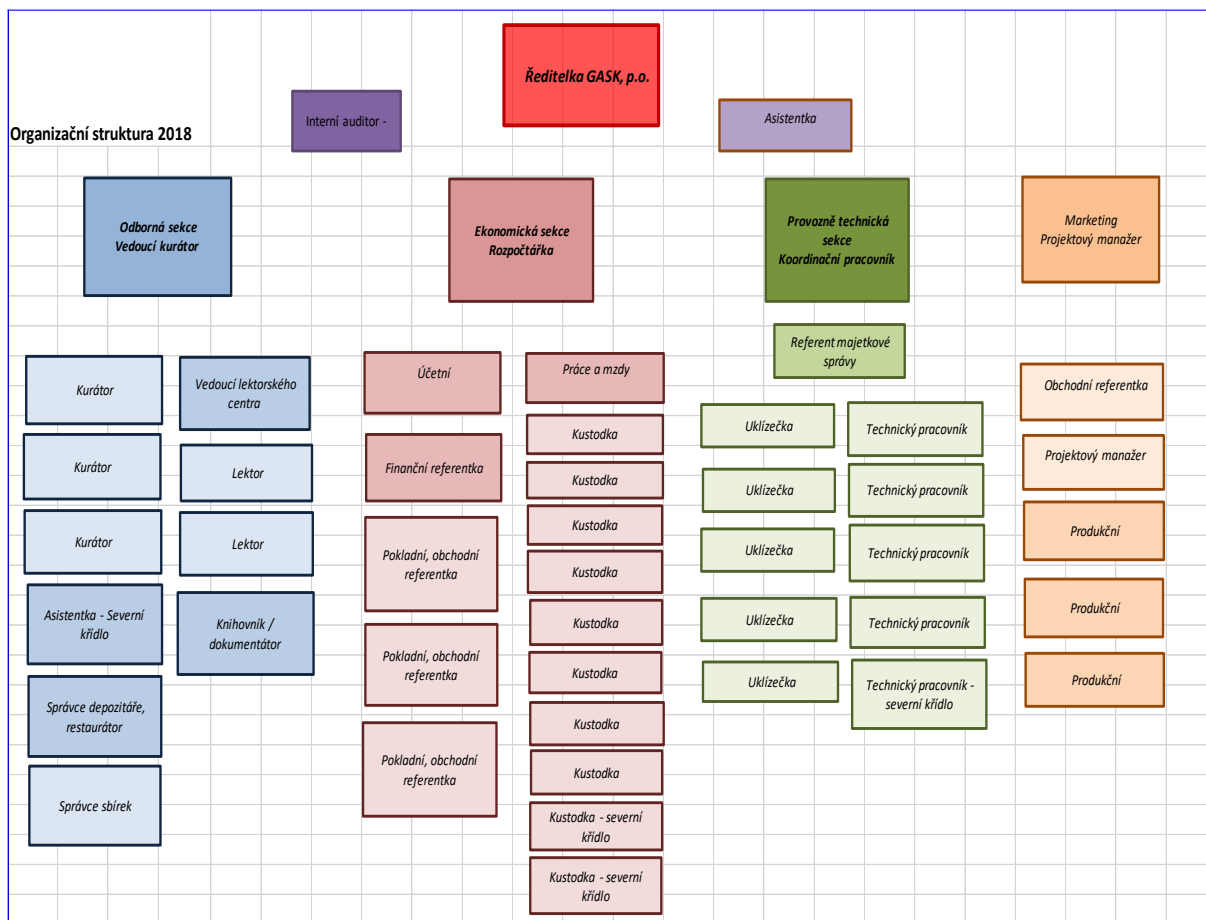 Ředitelka GASK, p.o.
Interní auditor -
Asistentka
Organizační struktura 2018
Odborná sekce
Vedoucí kurátor
Ekonomická sekce
Rozpočtářka
Provozně technická
sekce
Koordinační pracovník
Marketing
Projektový manažer
Referent majetkové
správy
Kurátor
Kurátor
Kurátor
Asistentka - Severní
křídlo
Správce depozitáře,
restaurátor
Správce sbírek
Vedoucí lektorského
centra
Lektor
Lektor
Knihovník /
dokumentátor
Účetní
Finanční referentka
Pokladní, obchodní
referentka
Pokladní, obchodní
referentka
Pokladní, obchodní
referentka
Práce a mzdy
Kustodka
Kustodka
Kustodka
Kustodka
Kustodka
Kustodka
Kustodka
Kustodka
Kustodka - severní
křídlo
Kustodka - severní
křídlo
Uklízečka
Uklízečka
Uklízečka
Uklízečka
Uklízečka
Technický pracovník
Technický pracovník
Technický pracovník
Technický pracovník
Technický pracovník -
severní křídlo
Obchodní referentka
Projektový manažer
Produkční
Produkční
Produkční